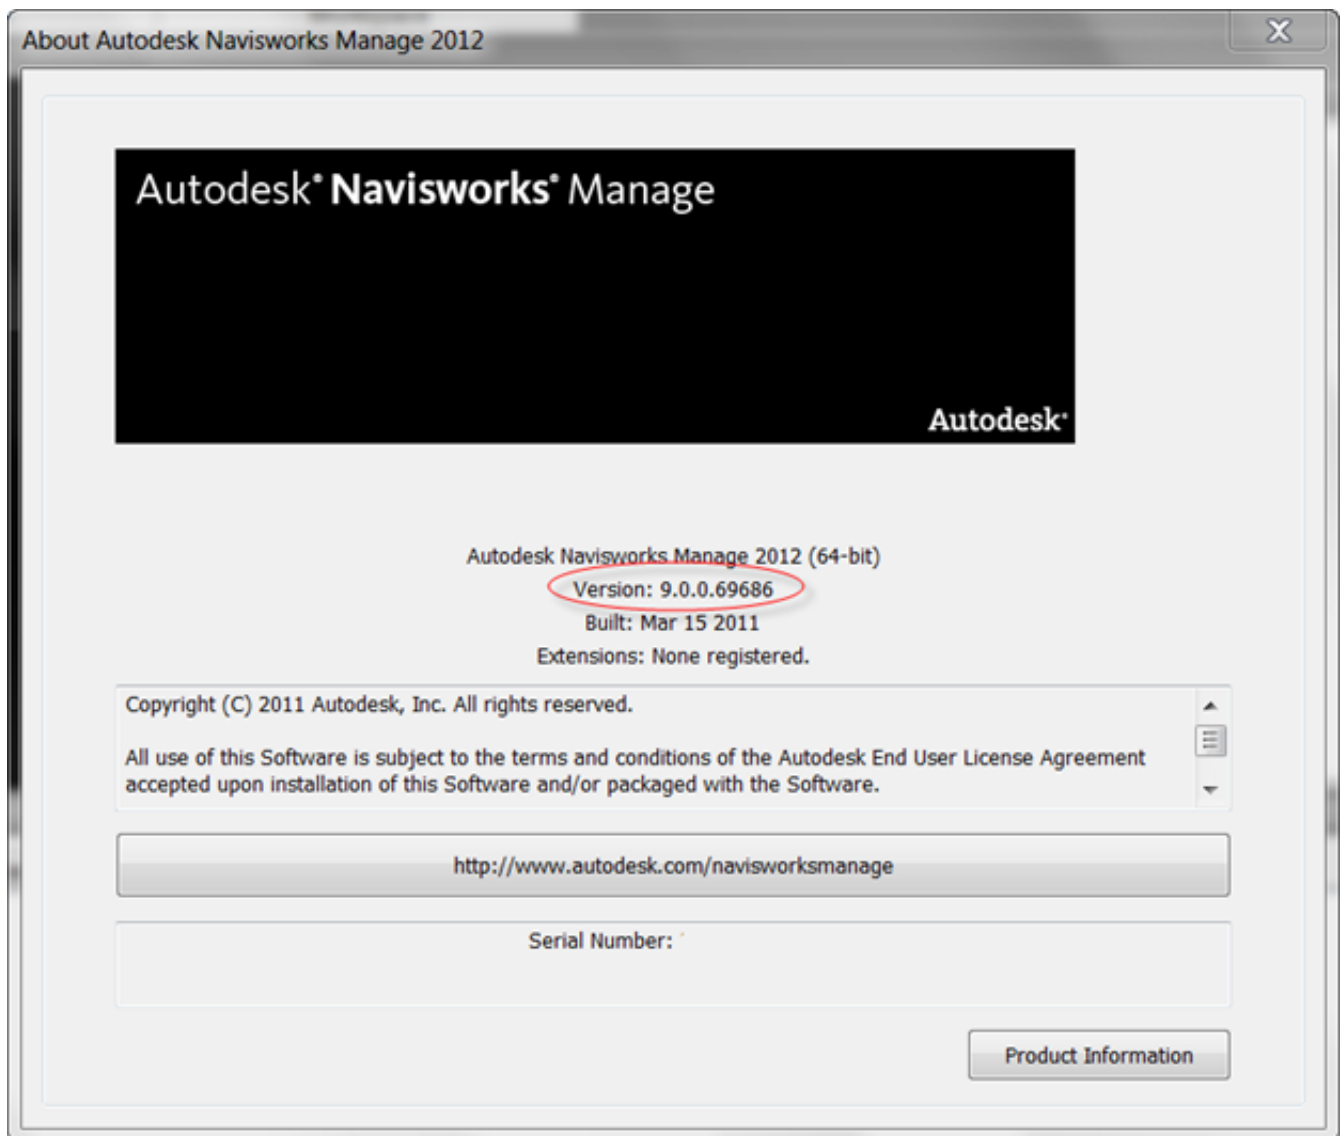 About Autodesk Navisworks Manage 2012
Autodesk® Navisworks® Manage
Autodesk®
Autodesk Navisworks Manage 2012 (64-bit)
Version: 9.0.0.69686
Built: Mar 15 2011
Extensions: None registered.
Copyright (C) 2011 Autodesk, Inc. All rights reserved.
All use of this Software is subject to the terms and conditions of the Autodesk End User License Agreement
accepted upon installation of this Software and/or packaged with the Software.
http://www.autodesk.com/navisworksmanage
Serial Number:
Product Information